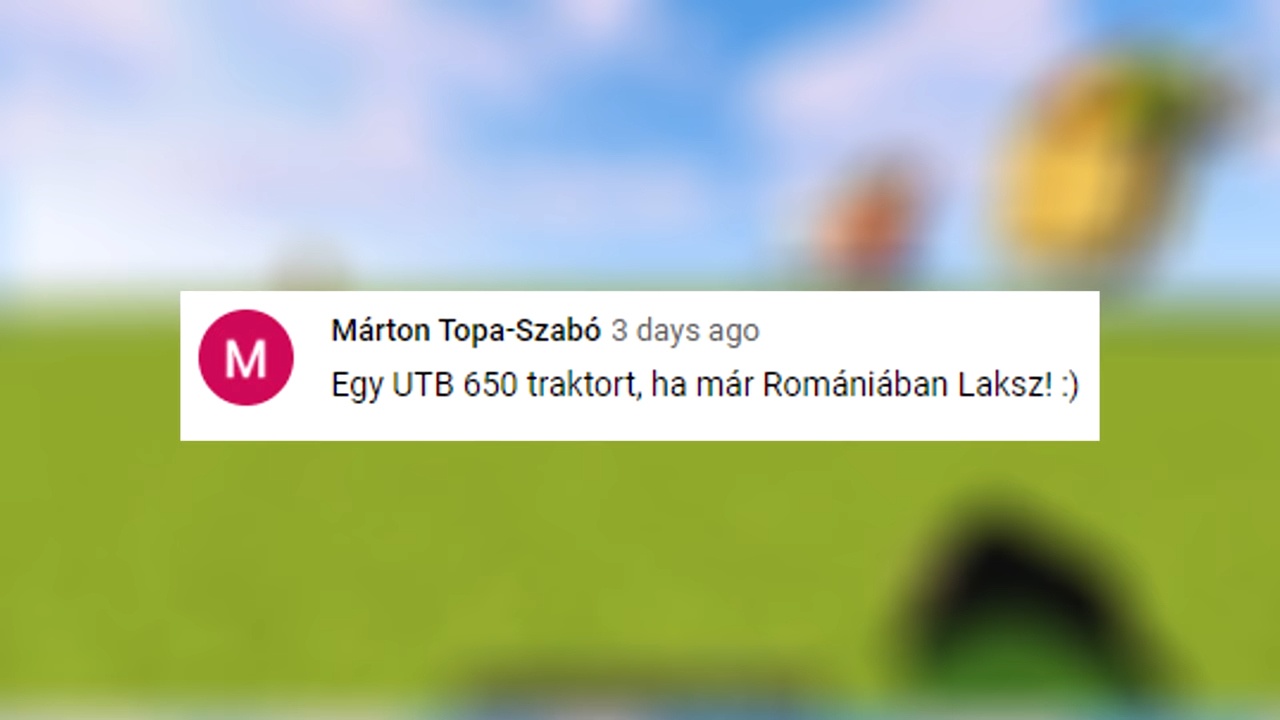 M
Márton Topa-Szabó 3 days ago
Egy UTB 650 traktort, ha már Romániában Laksz! :)